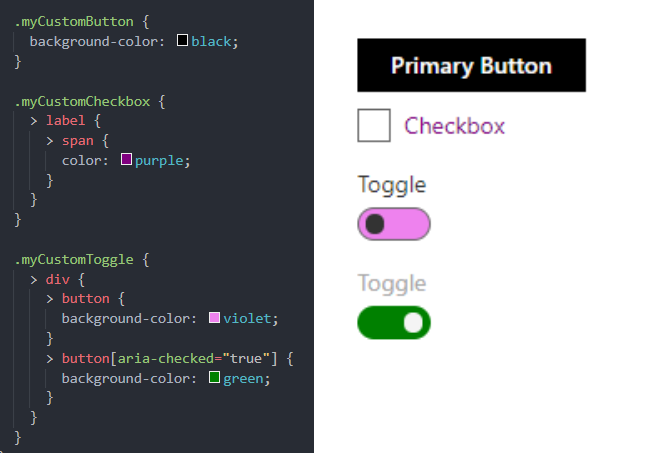 .myCustomButton {
background-color: black;
}
.myCustomCheckbox {
> label {
> span {
color: purple;
}
}
}
.myCustomToggle {
> div {
> button {
background-color: violet;
}
> button[aria-checked="true"] {
background-color: green;
}
}
}
Primary Button
Checkbox
Toggle
Toggle